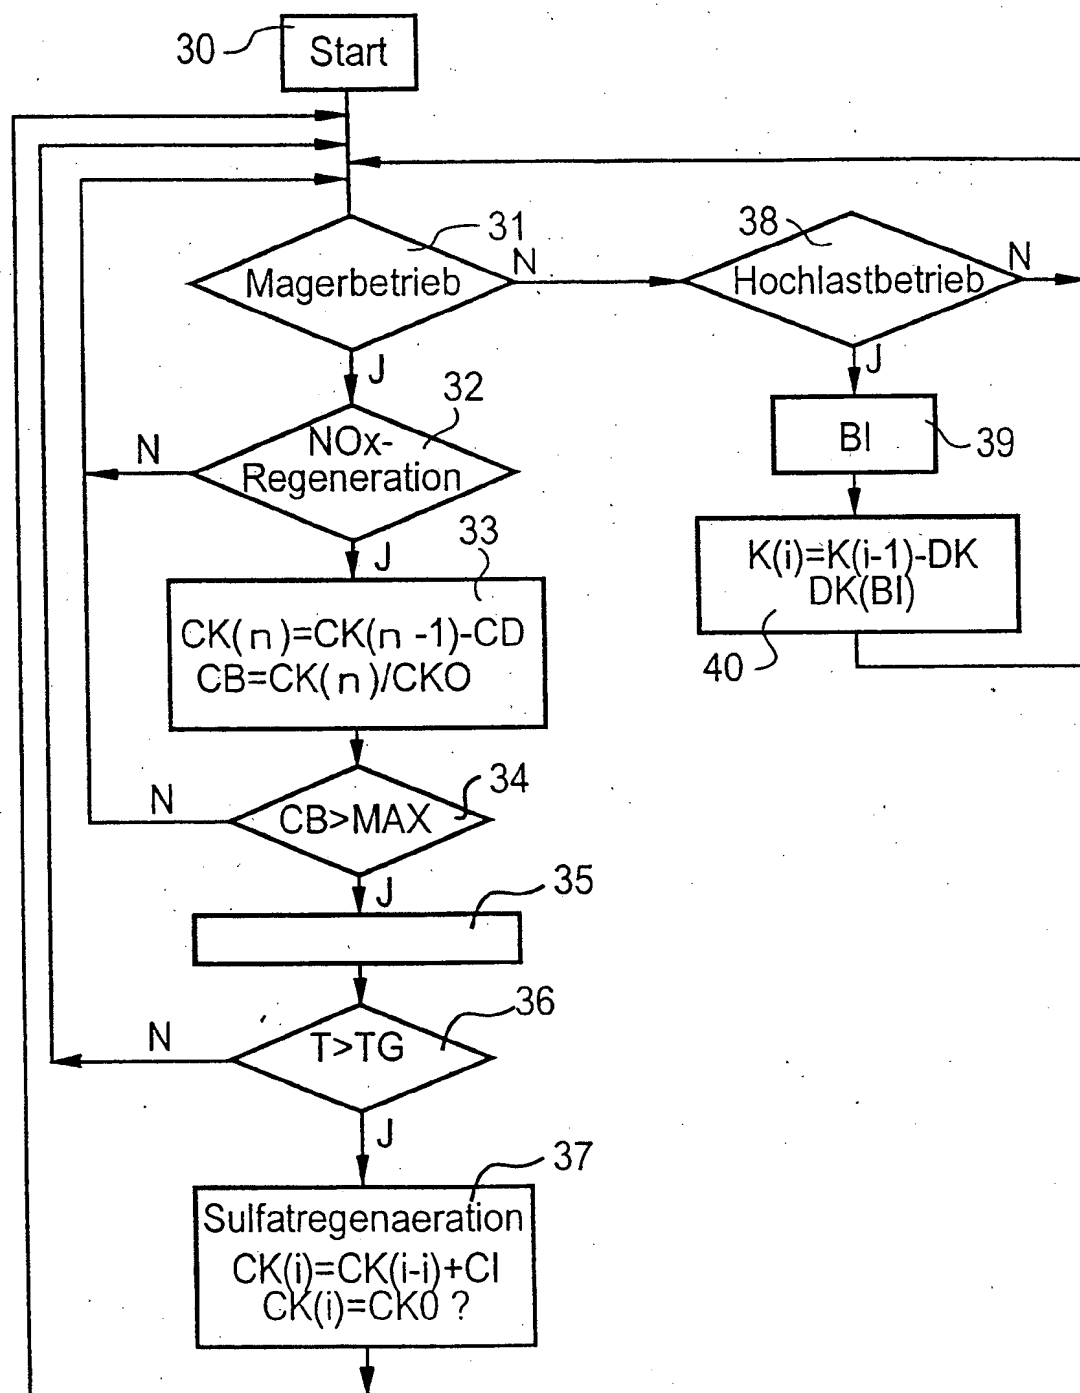 30
Start
31
Magerbetrieb
N
38
Hochlastbetrieb
N
J
J
32
NOx-
Regeneration
N
BI
39
33
J
K(i)=K(i-1)-DK
DK(BI)
CK(n)=CK(n -1)-CD
CB=CK(n)/CKO
40
34
N
CB>MAX
J
35
36
N
T>TG
J
37
Sulfatregenaeration
CK(i)=CK(i-i)+CI
CK(i)=CK0 ?